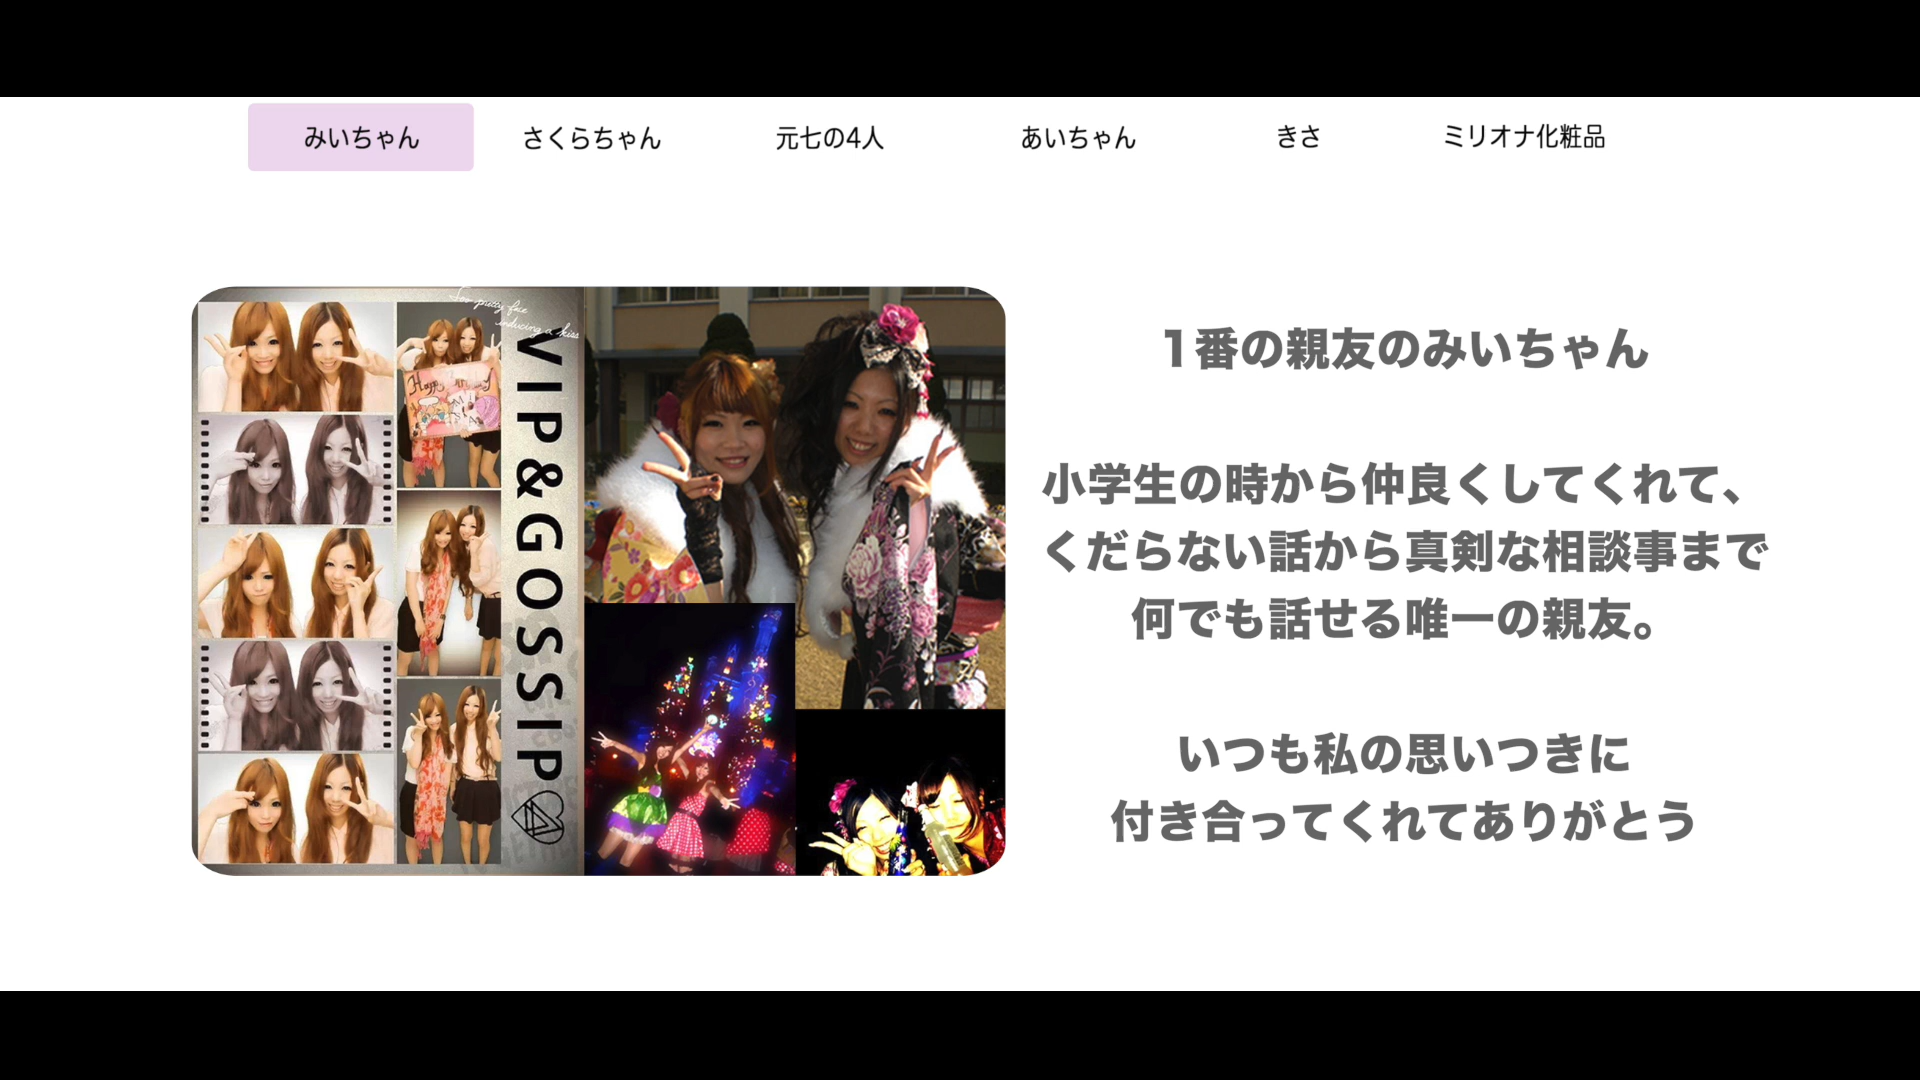 みいちゃん
さくらちゃん
元七の4人
あいちゃん
きさ
ミリオナ化粧品
Too pretty face
inducing a kiss
VIP&GOSSIP
1番の親友のみいちゃん
小学生の時から仲良くしてくれて、
くだらない話から真剣な相談事まで
何でも話せる唯一の親友。
いつも私の思いつきに
付き合ってくれてありがとう